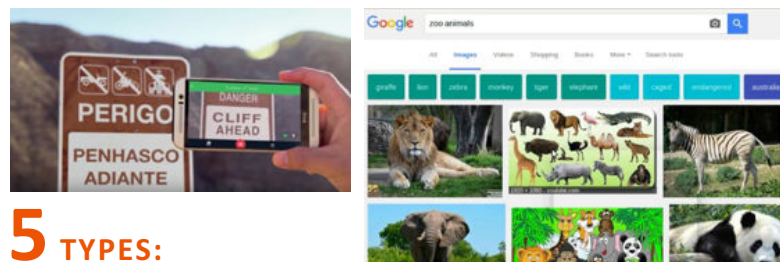 PERIGO
PENHASCO
ADIANTE
DANGER
CLIFF
AHEAD
5 TYPES:
Google
zoo animals
All Images Videos Shopping Books More Search tools
giraffe lion zebra monkey tiger elephant wild caged endangered australia